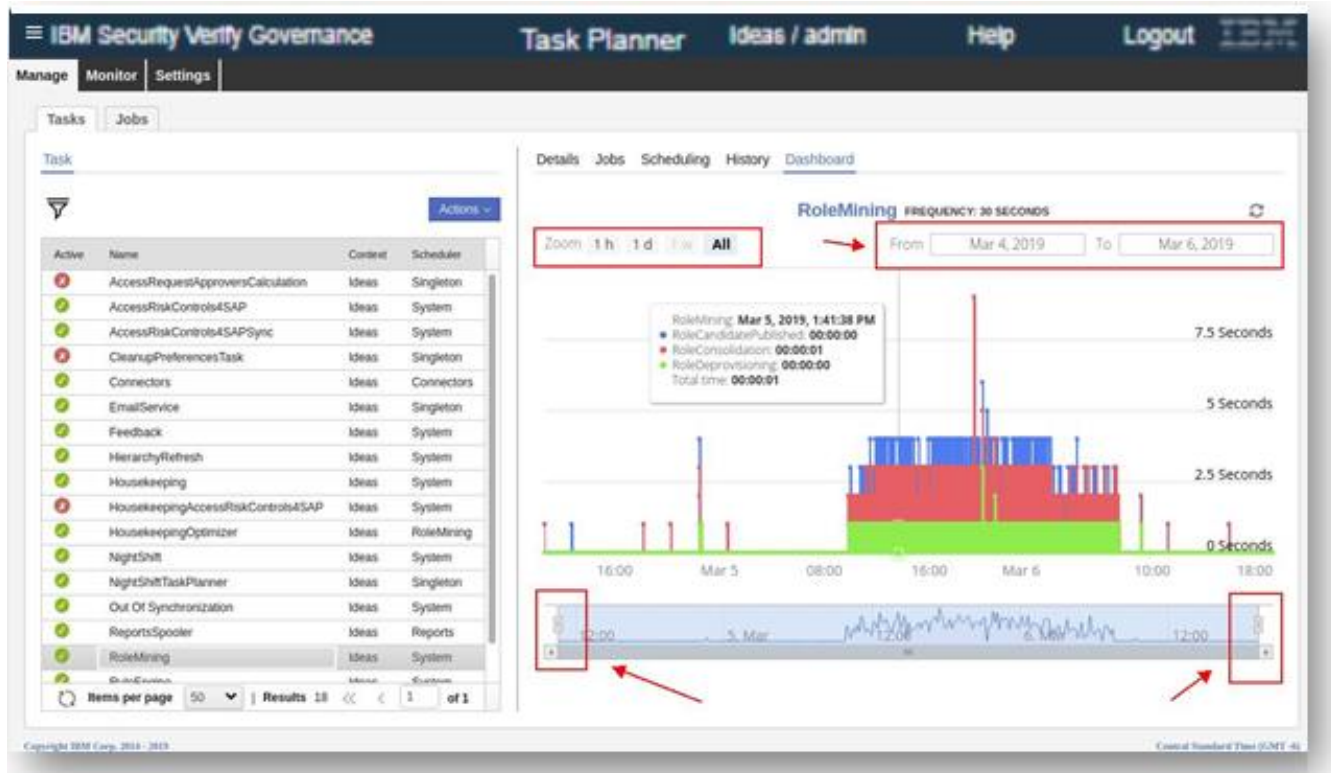 ≡ IBM Security Verify Governance Task Planner Ideas / admin Help Logout IBM
Manage Monitor Settings
Tasks Jobs
Task
Details Jobs Scheduling History Dashboard
Actions
RoleMining FREQUENCY: 30 SECONDS
Zoom 1 h 1 d 1 w All
From Mar 4, 2019 To Mar 6, 2019
Active Name Context Scheduler
AccessRequestApproversCalculation Ideas Singleton
AccessRiskControls4SAP Ideas System
AccessRiskControls4SAPSync Ideas System
CleanupPreferencesTask Ideas Singleton
Connectors Ideas Connectors
EmailService Ideas Singleton
Feedback Ideas System
HierarchyRefresh Ideas System
Housekeeping Ideas System
HousekeepingAccessRiskControls4SAP Ideas System
HousekeepingOptimizer Ideas RoleMining
NightShift Ideas System
NightShiftTaskPlanner Ideas Singleton
Out Of Synchronization Ideas System
ReportsSpooler Ideas Reports
RoleMining Ideas System
Items per page 50 | Results 18 << < 1 of 1
RoleMining: Mar 5, 2019, 1:41:38 PM
RoleCandidatePublished: 00:00:00
RoleConsolidation: 00:00:01
RoleDeprovisioning: 00:00:00
Total time: 00:00:01
7.5 Seconds
5 Seconds
2.5 Seconds
0 Seconds
16:00 Mar 5 08:00 16:00 Mar 6 10:00 18:00
12:00 5. Mar 12:00 6. Mar 12:00
Copyright IBM Corp. 2014 - 2019
Central Standard Time (GMT -6)